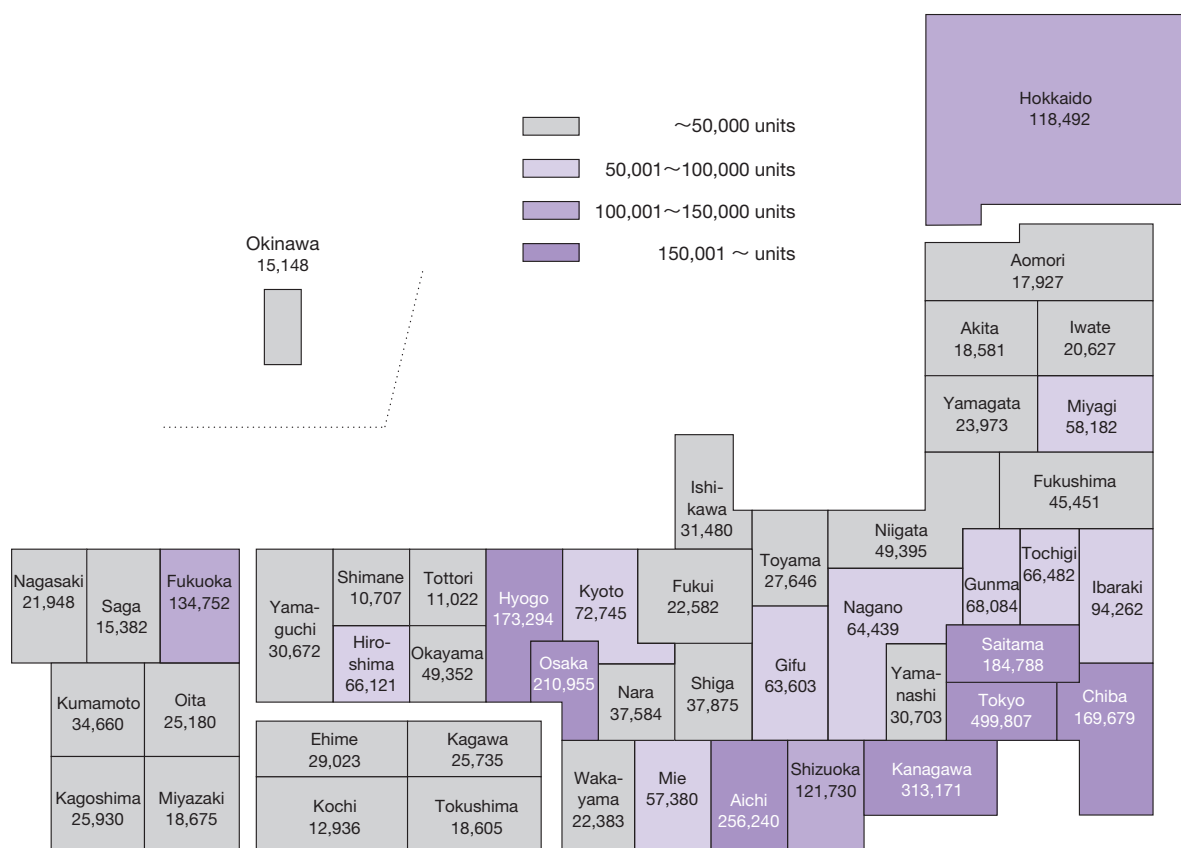 Hokkaido
118,492
~50,000 units
50,001~100,000 units
100,001~150,000 units
150,001 ~ units
Okinawa
15,148
Aomori
17,927
Akita
18,581
Iwate
20,627
Yamagata
23,973
Miyagi
58,182
Fukushima
45,451
Niigata
49,395
Ishi-
kawa
31,480
Toyama
27,646
Fukui
22,582
Gunma
68,084
Tochigi
66,482
Ibaraki
94,262
Nagano
64,439
Gifu
63,603
Saitama
184,788
Yama-
nashi
30,703
Tokyo
499,807
Chiba
169,679
Kanagawa
313,171
Shizuoka
121,730
Aichi
256,240
Mie
57,380
Waka-
yama
22,383
Shiga
37,875
Nara
37,584
Kyoto
72,745
Osaka
210,955
Hyogo
173,294
Tottori
11,022
Okayama
49,352
Shimane
10,707
Hiro-
shima
66,121
Yama-
guchi
30,672
Ehime
29,023
Kagawa
25,735
Kochi
12,936
Tokushima
18,605
Fukuoka
134,752
Saga
15,382
Nagasaki
21,948
Kumamoto
34,660
Oita
25,180
Kagoshima
25,930
Miyazaki
18,675